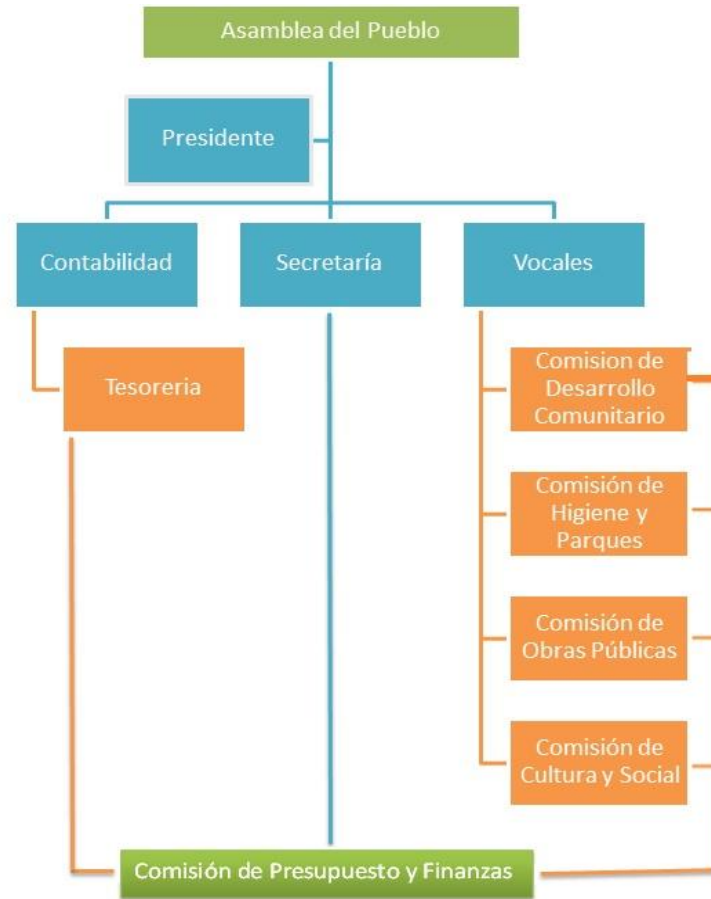 Asamblea del Pueblo
Presidente
Contabilidad
Secretaría
Vocales
Tesoreria
Comision de
Desarrollo
Comunitario
Comisión de
Higiene y
Parques
Comisión de
Obras Públicas
Comisión de
Cultura y Social
Comisión de Presupuesto y Finanzas